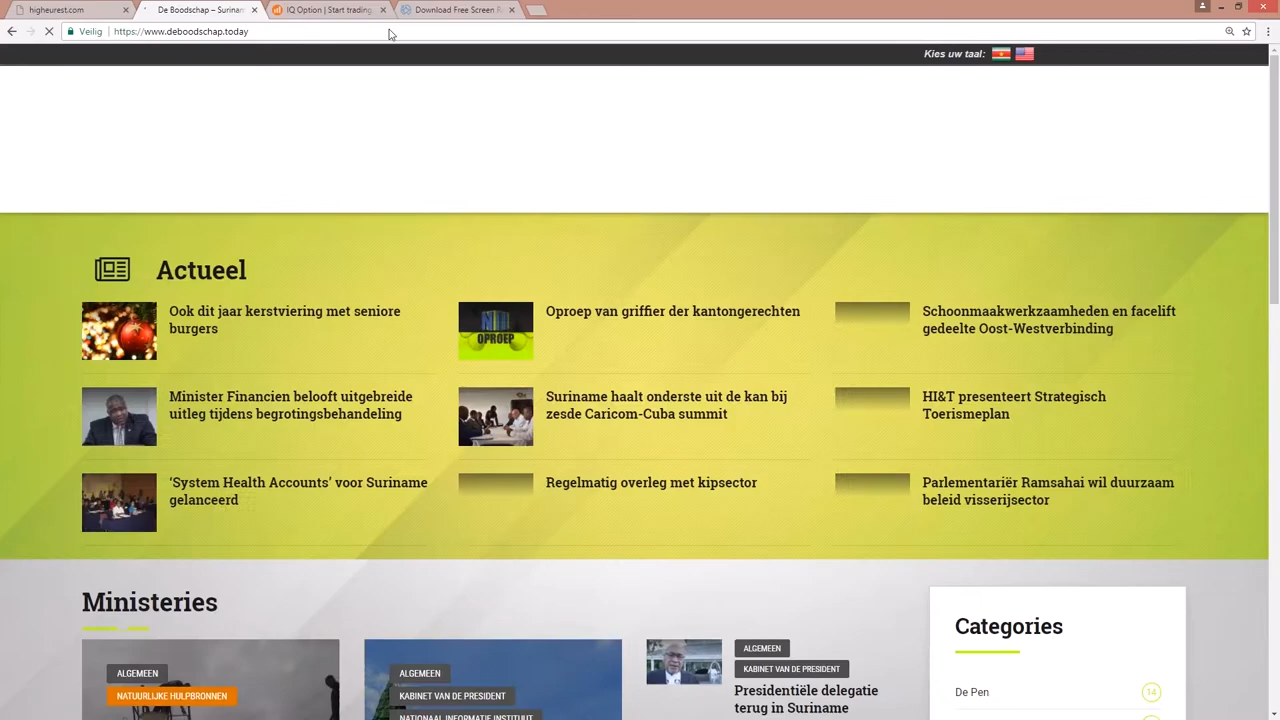 higheurest.com
De Boodschap – Surinam
IQ Option | Start trading
Download Free Screen R
Veilig
https://www.deboodschap.today
Kies uw taal:
Actueel
Ook dit jaar kerstviering met seniore
burgers
Oproep van griffier der kantongerechten
OPROEP
Schoonmaakwerkzaamheden en facelift
gedeelte Oost-Westverbinding
Minister Financien belooft uitgebreide
uitleg tijdens begrotingsbehandeling
Suriname haalt onderste uit de kan bij
zesde Caricom-Cuba summit
HI&T presenteert Strategisch
Toerismeplan
‘System Health Accounts’ voor Suriname
gelanceerd
Regelmatig overleg met kipsector
Parlementariër Ramsahai wil duurzaam
beleid visserijsector
Ministeries
ALGEMEEN
NATUURLIJKE HULPBRONNEN
ALGEMEEN
KABINET VAN DE PRESIDENT
NATIONAAL INFORMATIE INSTITUUT
ALGEMEEN
KABINET VAN DE PRESIDENT
Presidentiële delegatie
terug in Suriname
Categories
De Pen
14